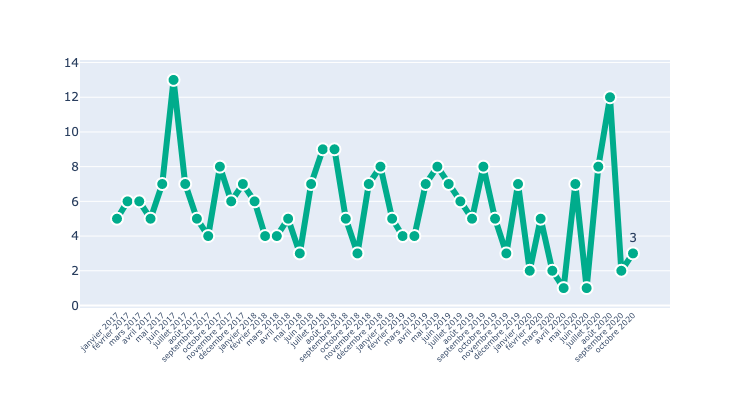 14
12
10
8
6
4
2
0
3
janvier 2017
février 2017
mars 2017
avril 2017
mai 2017
juin 2017
juillet 2017
août 2017
septembre 2017
octobre 2017
novembre 2017
décembre 2017
janvier 2018
février 2018
mars 2018
avril 2018
mai 2018
juin 2018
juillet 2018
août 2018
septembre 2018
octobre 2018
novembre 2018
décembre 2018
janvier 2019
février 2019
mars 2019
avril 2019
mai 2019
juin 2019
juillet 2019
août 2019
septembre 2019
octobre 2019
novembre 2019
décembre 2019
janvier 2020
février 2020
mars 2020
avril 2020
mai 2020
juin 2020
juillet 2020
août 2020
septembre 2020
octobre 2020